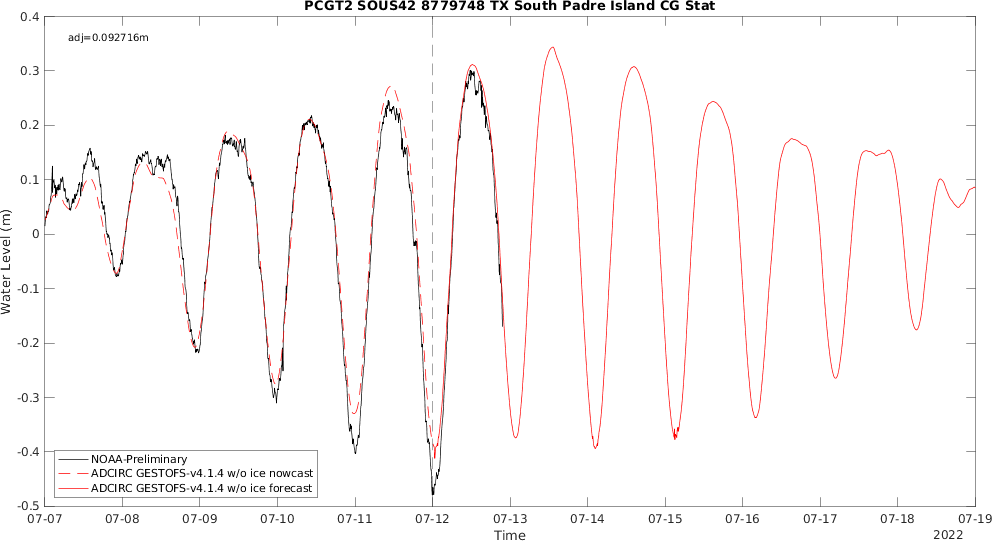 PCGT2 SOUS42 8779748 TX South Padre Island CG Stat
adj=0.092716m
0.4
0.3
0.2
0.1
0
-0.1
-0.2
-0.3
-0.4
-0.5
Water Level (m)
NOAA-Preliminary
ADCIRC GESTOFS-v4.1.4 w/o ice nowcast
ADCIRC GESTOFS-v4.1.4 w/o ice forecast
07-07 07-08 07-09 07-10 07-11 07-12 07-13 07-14 07-15 07-16 07-17 07-18 07-19
Time
2022